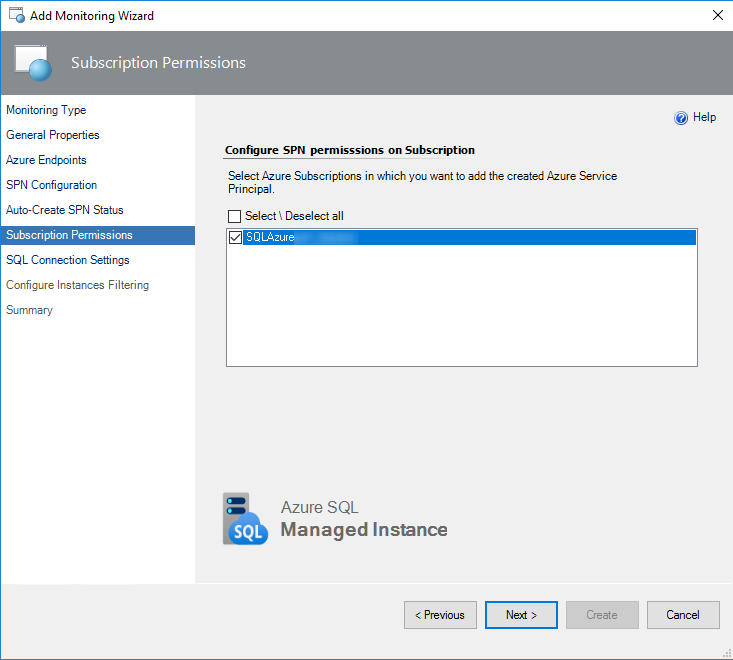 Add Monitoring Wizard
Subscription Permissions
Monitoring Type
General Properties
Azure Endpoints
SPN Configuration
Auto-Create SPN Status
Subscription Permissions
SQL Connection Settings
Configure Instances Filtering
Summary
Help
Configure SPN permisssions on Subscription
Select Azure Subscriptions in which you want to add the created Azure Service
Principal.
Select \ Deselect all
SQLAzure
SQL
Azure SQL
Managed Instance
< Previous
Next >
Create
Cancel